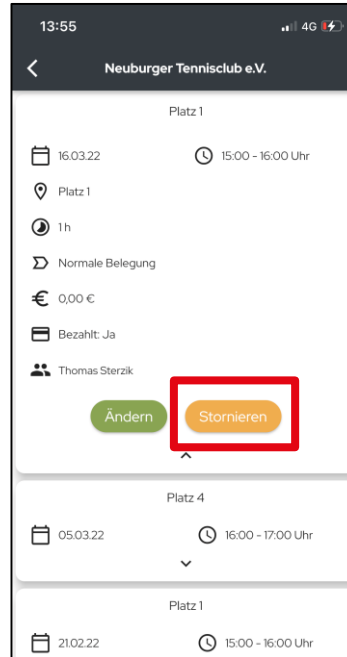 13:55 4G
Neuburger Tennisclub e.V.
Platz 1
16.03.22 15:00 - 16:00 Uhr
Platz 1
1 h
Normale Belegung
€ 0,00 €
Bezahlt: Ja
Thomas Sterzik
Ändern Stornieren
Platz 4
05.03.22 16:00 - 17:00 Uhr
Platz 1
21.02.22 15:00 - 16:00 Uhr